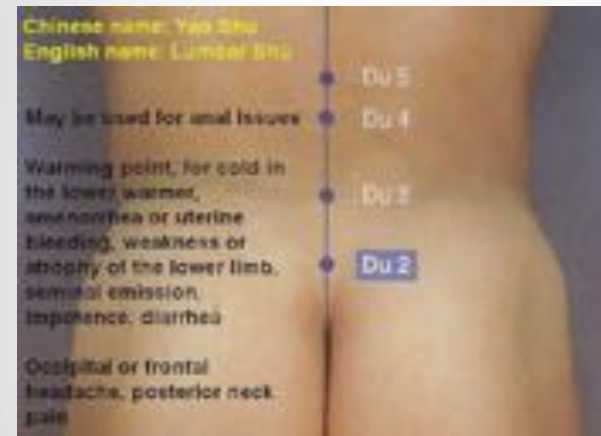 Chinese name: Yao Shu
English name: Lumbar Shu
Du 5
May be used for anal issues
Du 4
Warming point, for cold in
the lower warmer,
amenorrhea or uterine
bleeding, weakness or
atrophy of the lower limb,
seminal emission,
impotence, diarrhea
Du 3
Du 2
Occipital or frontal
headache, posterior neck
pain